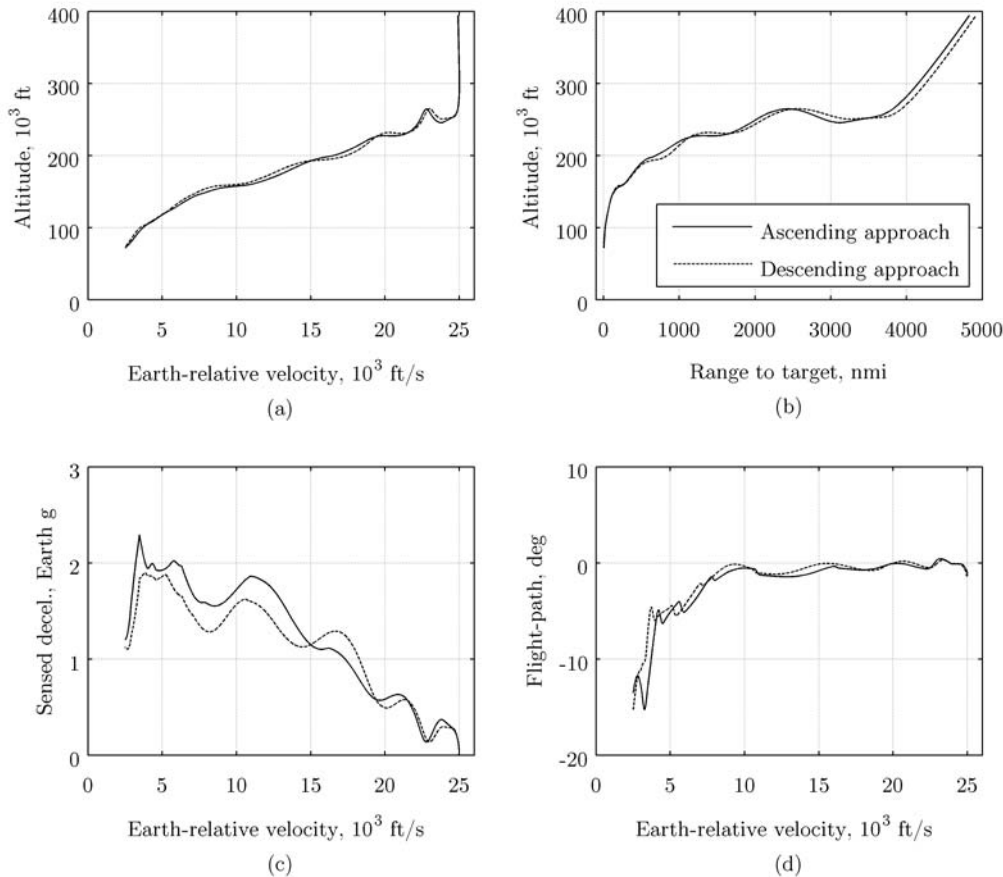 400
300
200
100
0
Altitude, 10³ ft
0 5 10 15 20 25
Earth-relative velocity, 10³ ft/s
(a)
400
300
200
100
0
Altitude, 10³ ft
Ascending approach
Descending approach
0 1000 2000 3000 4000 5000
Range to target, nmi
(b)
3
2
1
0
Sensed decel., Earth g
0 5 10 15 20 25
Earth-relative velocity, 10³ ft/s
(c)
10
0
-10
-20
Flight-path, deg
0 5 10 15 20 25
Earth-relative velocity, 10³ ft/s
(d)